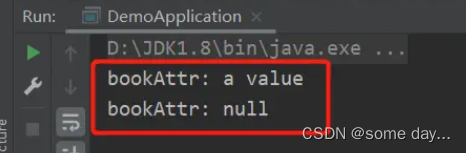 Run: DemoApplication ×
D:\JDK1.8\bin\java.exe ...
bookAttr: a value
bookAttr: null
CSDN @some day...